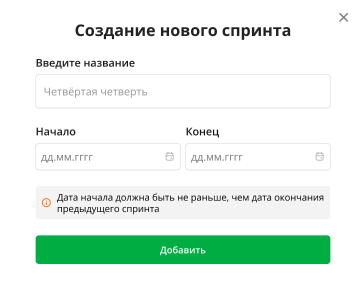 Создание нового спринта
Введите название
Четвёртая четверть
Начало Конец
дд.мм.гггг дд.мм.гггг
Дата начала должна быть не раньше, чем дата окончания
предыдущего спринта
Добавить